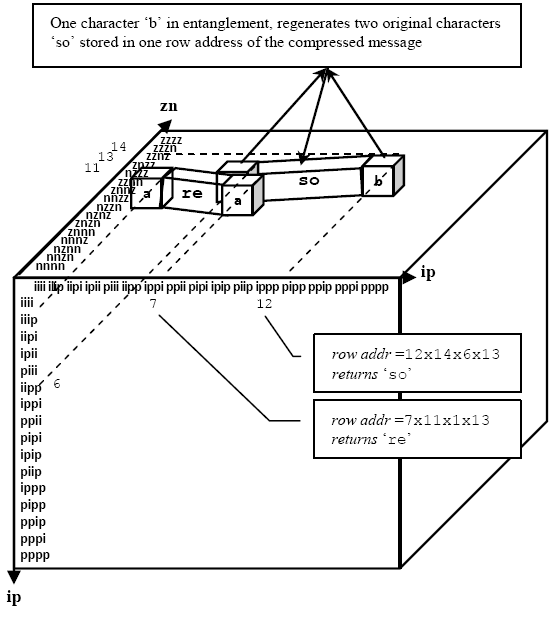 One character ‘b’ in entanglement, regenerates two original characters
‘so’ stored in one row address of the compressed message
zn
14
13
11
zzzz
zzzn
zznz
znzz
nzzz
zznn
znnz
nnzz
nzzn
nznz
znzn
znnn
nnnz
nznn
nnzn
nnnn
a
re
a
so
b
ip
iiii iiip iipi ipii piii iipp ippi ppii pipi ipip piip ippp pipp ppip pppi pppp
7
12
iiii
iiip
iipi
ipii
piii
iipp
6
ippi
ppii
pipi
ipip
piip
ippp
pipp
ppip
pppi
pppp
ip
row addr =12x14x6x13
returns ‘so’
row addr =7x11x1x13
returns ‘re’